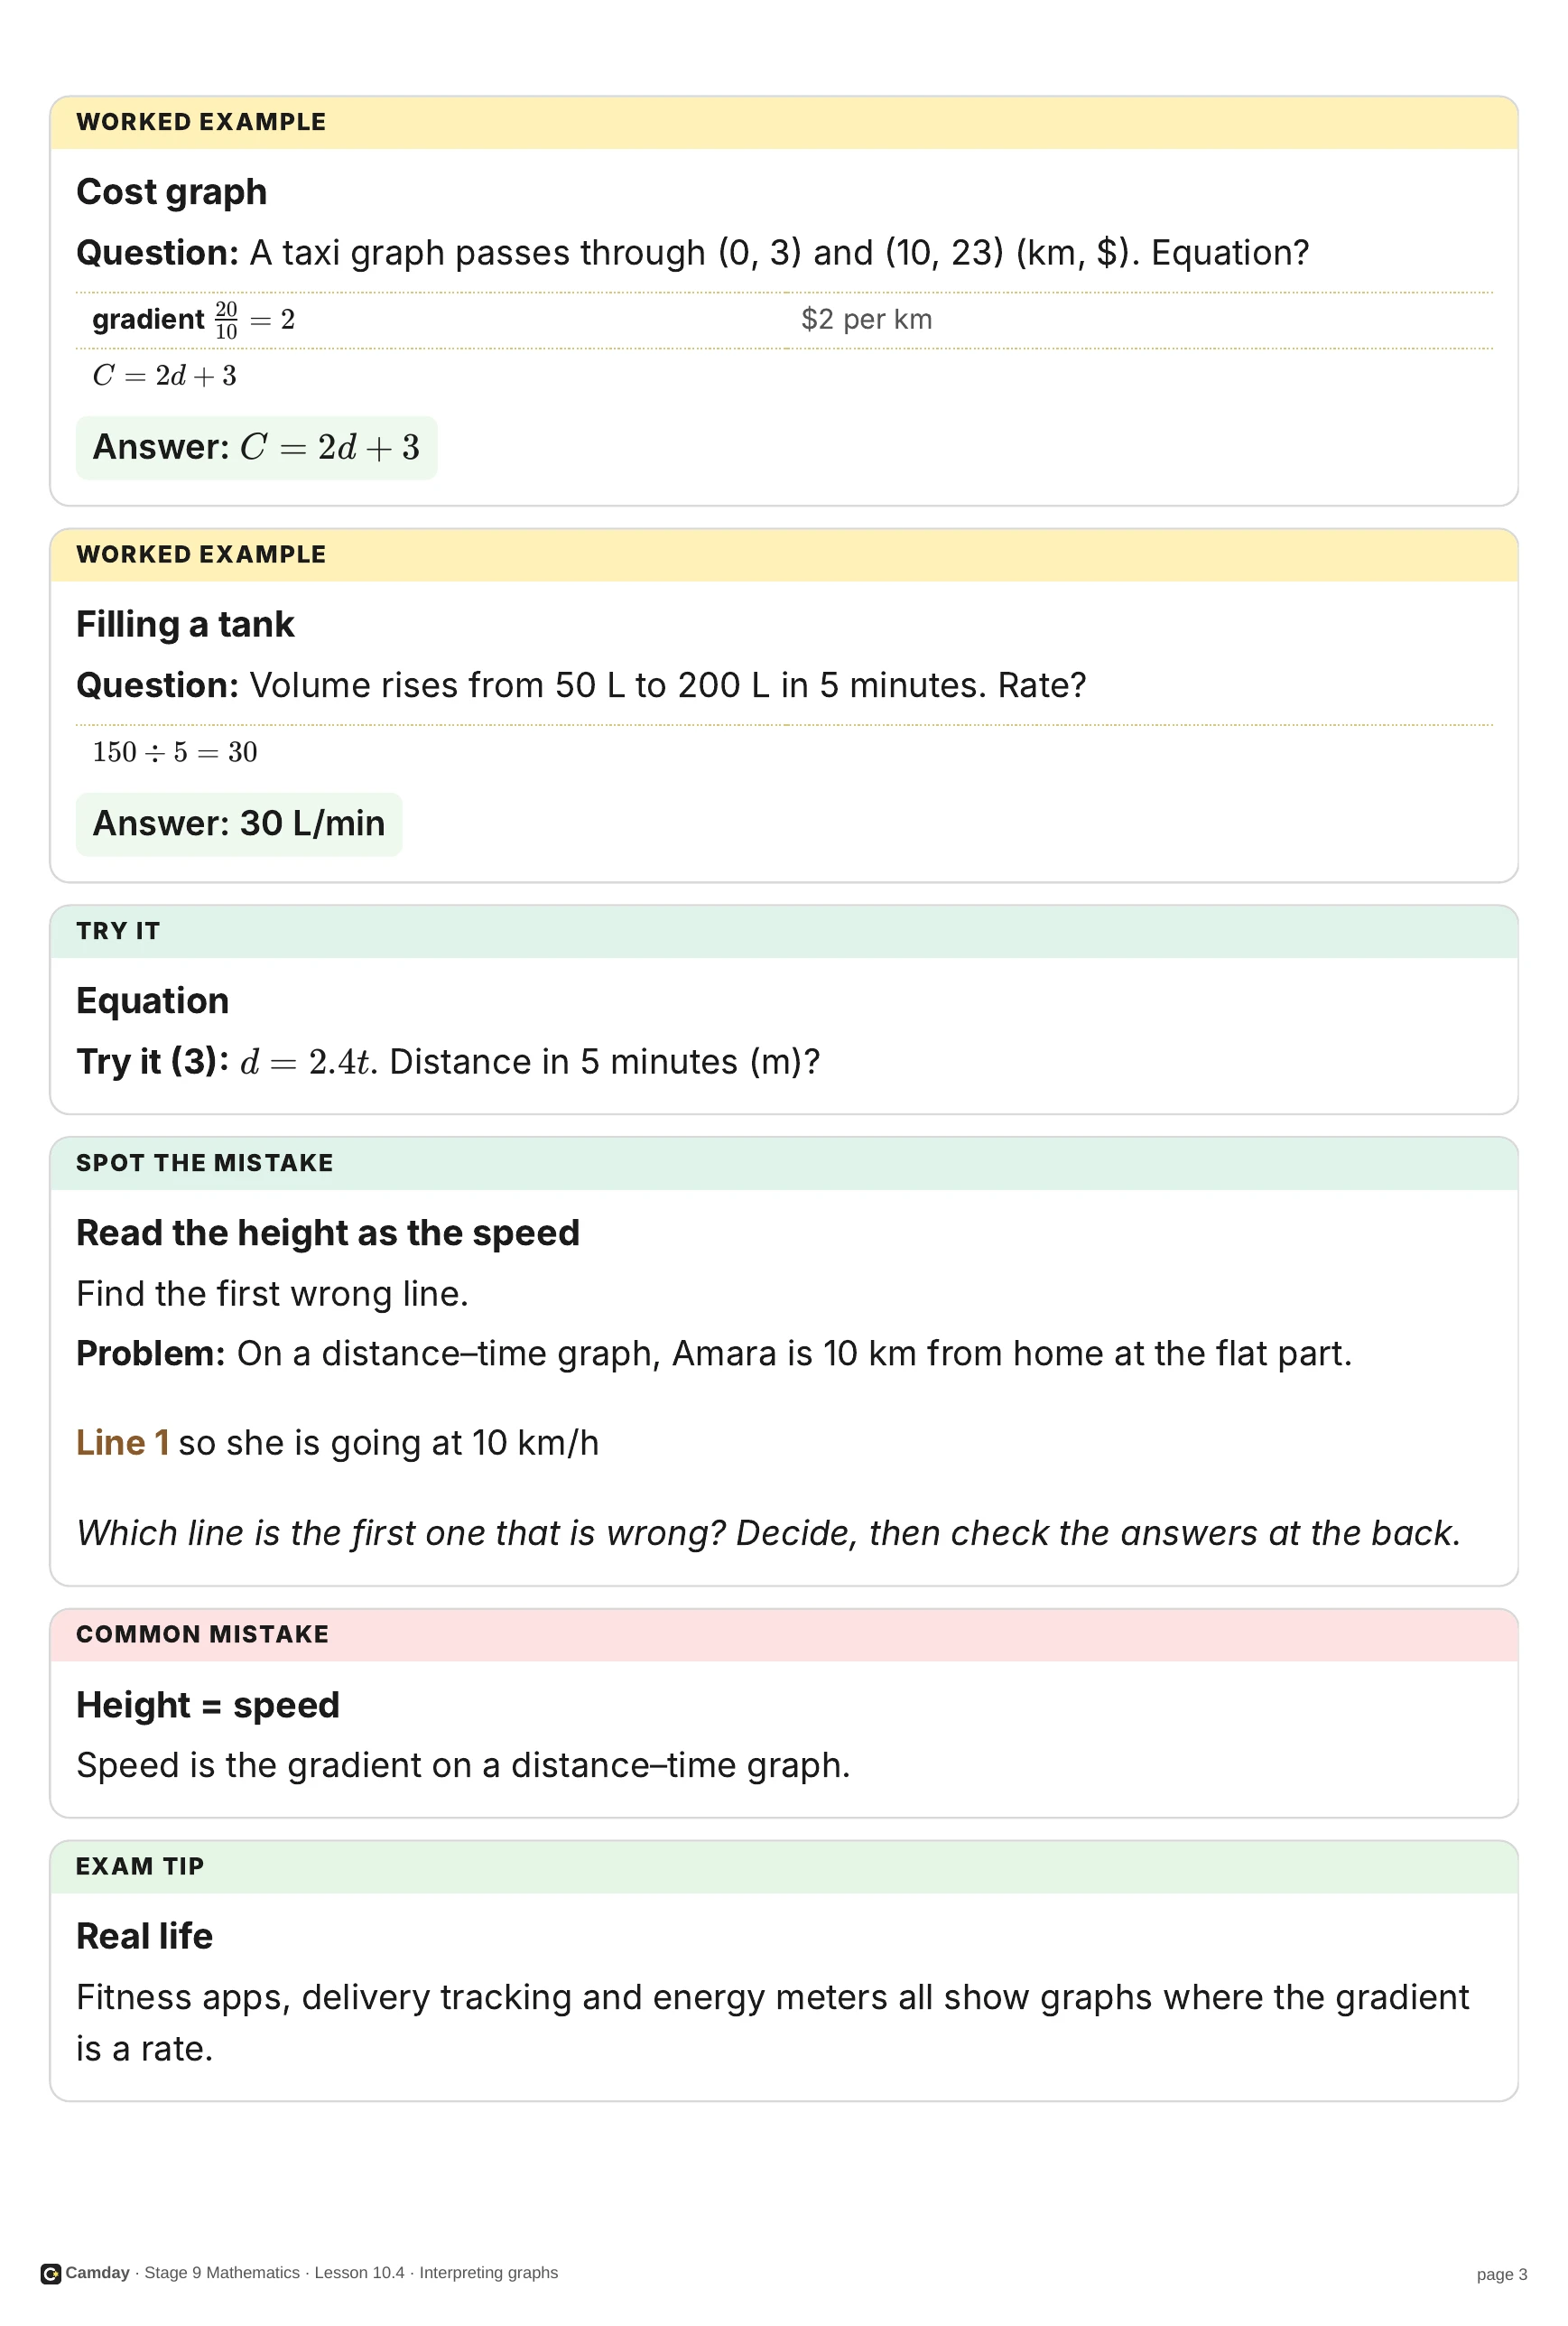 WORKED EXAMPLE
Cost graph
Question: A taxi graph passes through (0, 3) and (10, 23) (km, $). Equation?
gradient 20/10 = 2 $2 per km
C = 2d + 3
Answer: C = 2d + 3
WORKED EXAMPLE
Filling a tank
Question: Volume rises from 50 L to 200 L in 5 minutes. Rate?
150 ÷ 5 = 30
Answer: 30 L/min
TRY IT
Equation
Try it (3): d = 2.4t. Distance in 5 minutes (m)?
SPOT THE MISTAKE
Read the height as the speed
Find the first wrong line.
Problem: On a distance–time graph, Amara is 10 km from home at the flat part.
Line 1 so she is going at 10 km/h
Which line is the first one that is wrong? Decide, then check the answers at the back.
COMMON MISTAKE
Height = speed
Speed is the gradient on a distance–time graph.
EXAM TIP
Real life
Fitness apps, delivery tracking and energy meters all show graphs where the gradient
is a rate.
Camday · Stage 9 Mathematics · Lesson 10.4 · Interpreting graphs page 3